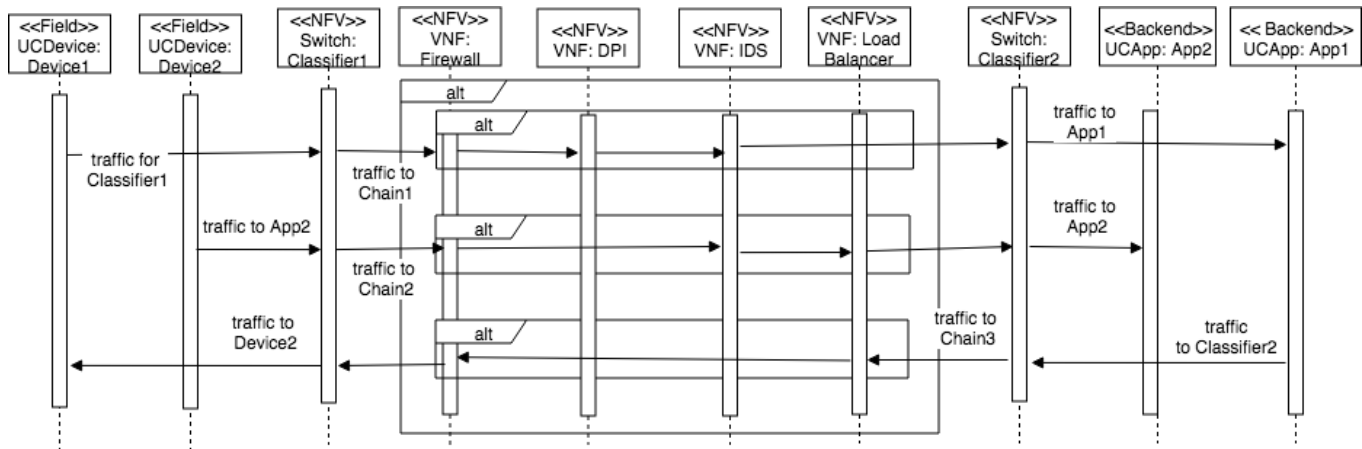 <<Field>>
UCDevice:
Device1
<<Field>>
UCDevice:
Device2
<<NFV>>
Switch:
Classifier1
<<NFV>>
VNF:
Firewall
<<NFV>>
VNF: DPI
<<NFV>>
VNF: IDS
<<NFV>>
VNF: Load
Balancer
<<NFV>>
Switch:
Classifier2
<<Backend>>
UCApp: App2
<< Backend>>
UCApp: App1
alt
alt
traffic to
App1
traffic for
Classifier1
traffic to
Chain1
traffic to App2
alt
traffic to
App2
traffic to
Chain2
traffic to
Device2
alt
traffic to
Chain3
traffic
to Classifier2